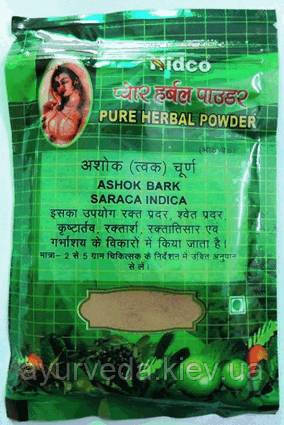 Nidco
प्योर हर्बल पाउडर
PURE HERBAL POWDER
अशोक (त्वक) चूर्ण
ASHOK BARK
SARACA INDICA
इसका उपयोग रक्त प्रदर, श्वेत प्रदर,
कृष्टार्तव, रक्तार्श, रक्तातिसार एवं
गर्भाशय के विकारों में किया जाता है।
मात्रा- 2 से 5 ग्राम चिकित्सक के निर्देशन में उचित अनुपान
से लें।
ayurveda.kiev.ua